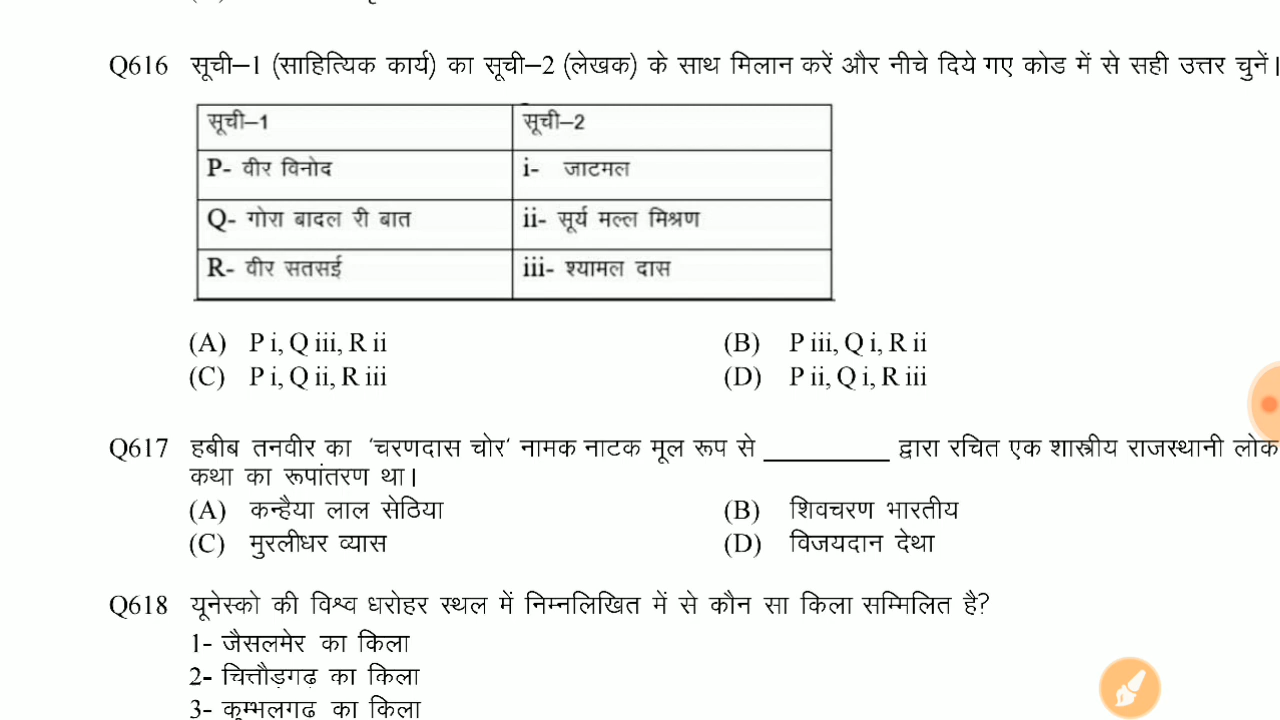 Q616 सूची–1 (साहित्यिक कार्य) का सूची–2 (लेखक) के साथ मिलान करें और नीचे दिये गए कोड में से सही उत्तर चुनें।
सूची–1 सूची–2
P- वीर विनोद i- जाटमल
Q- गोरा बादल री बात ii- सूर्य मल्ल मिश्रण
R- वीर सतसई iii- श्यामल दास
(A) P i, Q iii, R ii (B) P iii, Q i, R ii
(C) P i, Q ii, R iii (D) P ii, Q i, R iii
Q617 हबीब तनवीर का 'चरणदास चोर' नामक नाटक मूल रूप से _________ द्वारा रचित एक शास्त्रीय राजस्थानी लोक
कथा का रूपांतरण था।
(A) कन्हैया लाल सेठिया (B) शिवचरण भारतीय
(C) मुरलीधर व्यास (D) विजयदान देथा
Q618 यूनेस्को की विश्व धरोहर स्थल में निम्नलिखित में से कौन सा किला सम्मिलित है?
1- जैसलमेर का किला
2- चित्तौड़गढ़ का किला
3- कुम्भलगढ़ का किला